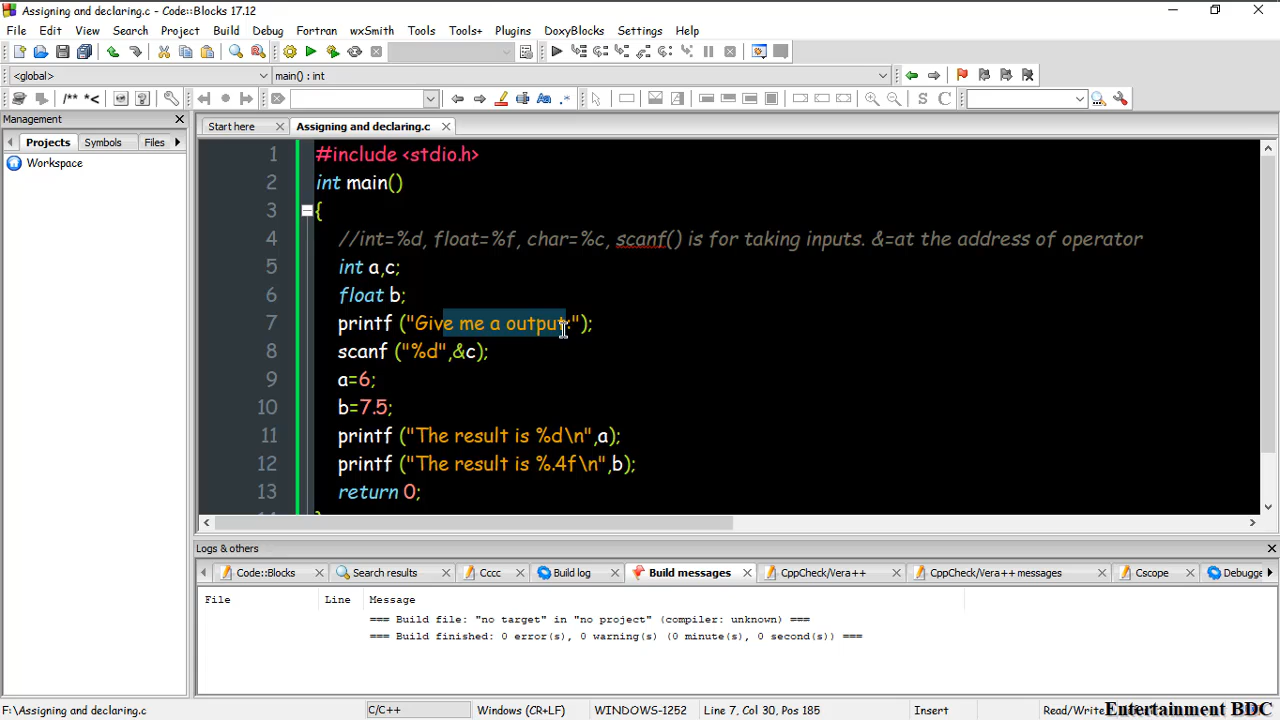 Assigning and declaring.c - Code::Blocks 17.12
File Edit View Search Project Build Debug Fortran wxSmith Tools Tools+ Plugins DoxyBlocks Settings Help
<global> main() : int
/** *< S C
Management
Start here Assigning and declaring.c
Projects Symbols Files
Workspace
1 #include <stdio.h>
2 int main()
3 {
4 //int=%d, float=%f, char=%c, scanf() is for taking inputs. &=at the address of operator
5 int a,c;
6 float b;
7 printf ("Give me a output:");
8 scanf ("%d",&c);
9 a=6;
10 b=7.5;
11 printf ("The result is %d\n",a);
12 printf ("The result is %.4f\n",b);
13 return 0;
Logs & others
Code::Blocks Search results Cccc Build log Build messages CppCheck/Vera++ CppCheck/Vera++ messages Cscope Debugge
File Line Message
=== Build file: "no target" in "no project" (compiler: unknown) ===
=== Build finished: 0 error(s), 0 warning(s) (0 minute(s), 0 second(s)) ===
F:\Assigning and declaring.c C/C++ Windows (CR+LF) WINDOWS-1252 Line 7, Col 30, Pos 185 Insert Read/Write
Entertainment BDC